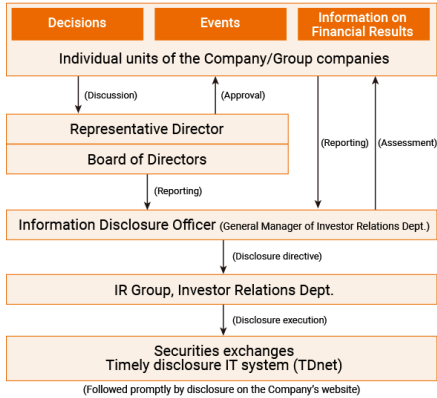 Decisions
Events
Information on
Financial Results
Individual units of the Company/Group companies
(Discussion)
(Approval)
Representative Director
Board of Directors
(Reporting)
(Assessment)
(Reporting)
Information Disclosure Officer (General Manager of Investor Relations Dept.)
(Disclosure directive)
IR Group, Investor Relations Dept.
(Disclosure execution)
Securities exchanges
Timely disclosure IT system (TDnet)
(Followed promptly by disclosure on the Company's website)